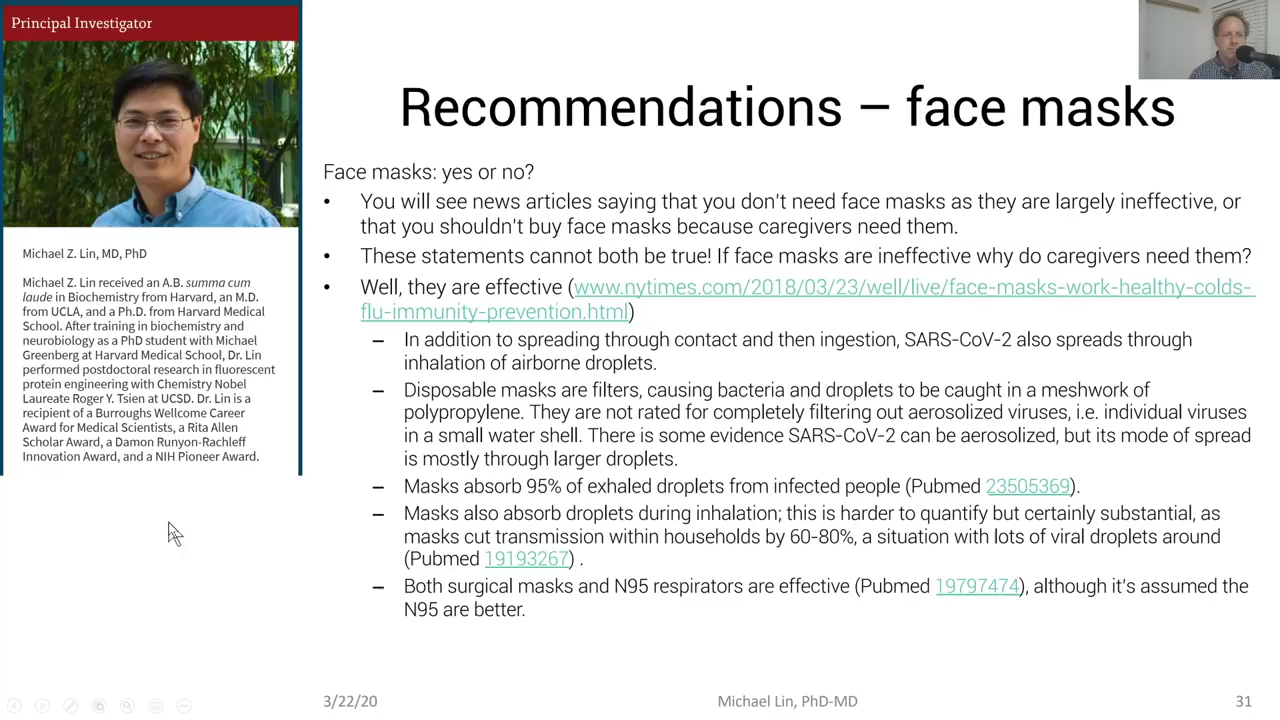 Principal Investigator
Michael Z. Lin, MD, PhD
Michael Z. Lin received an A.B. summa cum
laude in Biochemistry from Harvard, an M.D.
from UCLA, and a Ph.D. from Harvard Medical
School. After training in biochemistry and
neurobiology as a PhD student with Michael
Greenberg at Harvard Medical School, Dr. Lin
performed postdoctoral research in fluorescent
protein engineering with Chemistry Nobel
Laureate Roger Y. Tsien at UCSD. Dr. Lin is a
recipient of a Burroughs Wellcome Career
Award for Medical Scientists, a Rita Allen
Scholar Award, a Damon Runyon-Rachleff
Innovation Award, and a NIH Pioneer Award.
Recommendations – face masks
Face masks: yes or no?
• You will see news articles saying that you don't need face masks as they are largely ineffective, or
that you shouldn't buy face masks because caregivers need them.
• These statements cannot both be true! If face masks are ineffective why do caregivers need them?
• Well, they are effective (www.nytimes.com/2018/03/23/well/live/face-masks-work-healthy-colds-
flu-immunity-prevention.html)
– In addition to spreading through contact and then ingestion, SARS-CoV-2 also spreads through
inhalation of airborne droplets.
– Disposable masks are filters, causing bacteria and droplets to be caught in a meshwork of
polypropylene. They are not rated for completely filtering out aerosolized viruses, i.e. individual viruses
in a small water shell. There is some evidence SARS-CoV-2 can be aerosolized, but its mode of spread
is mostly through larger droplets.
– Masks absorb 95% of exhaled droplets from infected people (Pubmed 23505369).
– Masks also absorb droplets during inhalation; this is harder to quantify but certainly substantial, as
masks cut transmission within households by 60-80%, a situation with lots of viral droplets around
(Pubmed 19193267) .
– Both surgical masks and N95 respirators are effective (Pubmed 19797474), although it's assumed the
N95 are better.
3/22/20
Michael Lin, PhD-MD
31